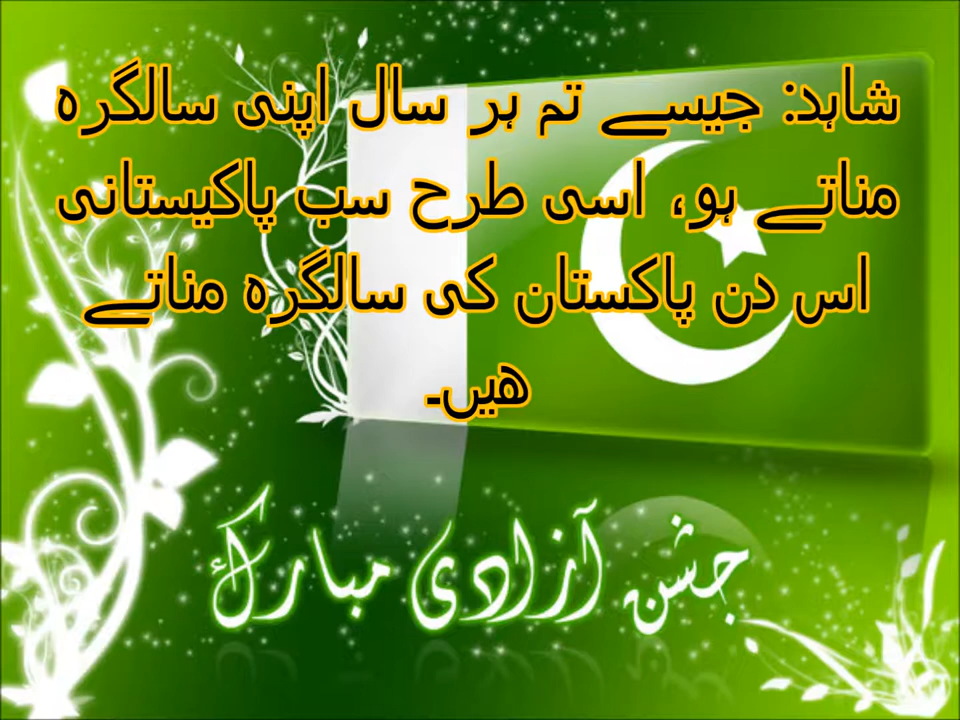 شاہد: جیسے تم ہر سال اپنی سالگرہ
مناتے ہو، اسی طرح سب پاکیستانی
اس دن پاکستان کی سالگرہ مناتے
ھیں۔
جشن آزادی مبارک